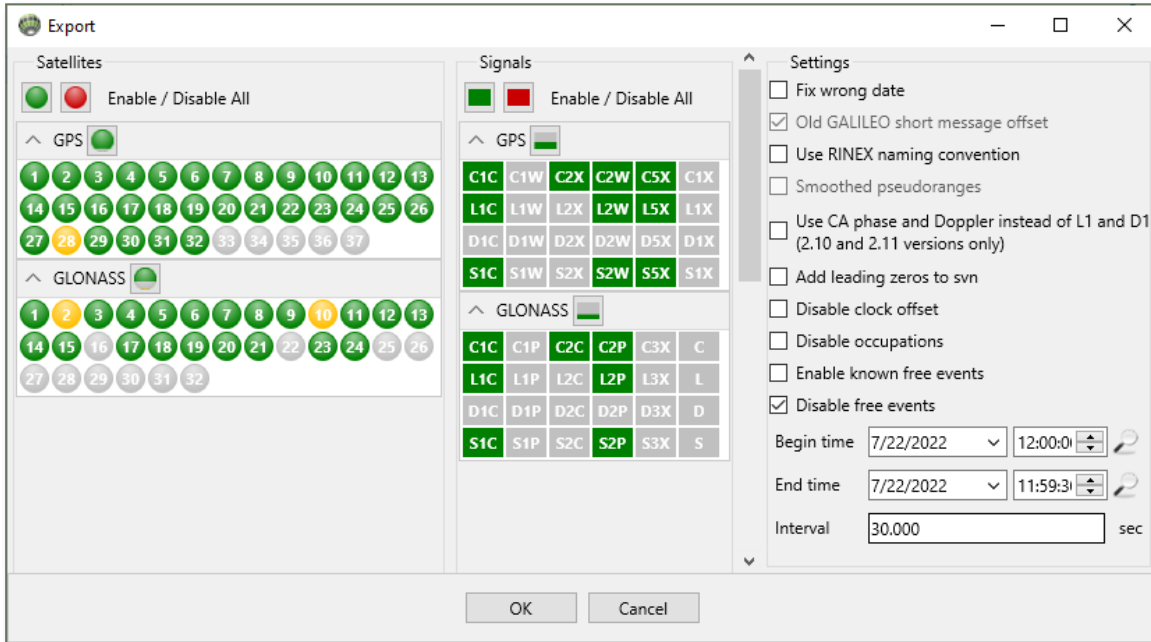 Export
Satellites
Enable / Disable All
GPS
1 2 3 4 5 6 7 8 9 10 11 12 13
14 15 16 17 18 19 20 21 22 23 24 25 26
27 28 29 30 31 32 33 34 35 36 37
GLONASS
1 2 3 4 5 6 7 8 9 10 11 12 13
14 15 16 17 18 19 20 21 22 23 24 25 26
27 28 29 30 31 32
Signals
Enable / Disable All
GPS
C1C C1W C2X C2W C5X C1X
L1C L1W L2X L2W L5X L1X
D1C D1W D2X D2W D5X D1X
S1C S1W S2X S2W S5X S1X
GLONASS
C1C C1P C2C C2P C3X C
L1C L1P L2C L2P L3X L
D1C D1P D2C D2P D3X D
S1C S1P S2C S2P S3X S
Settings
Fix wrong date
Old GALILEO short message offset
Use RINEX naming convention
Smoothed pseudoranges
Use CA phase and Doppler instead of L1 and D1
(2.10 and 2.11 versions only)
Add leading zeros to svn
Disable clock offset
Disable occupations
Enable known free events
Disable free events
Begin time 7/22/2022 12:00:0
End time 7/22/2022 11:59:3
Interval 30.000 sec
OK Cancel